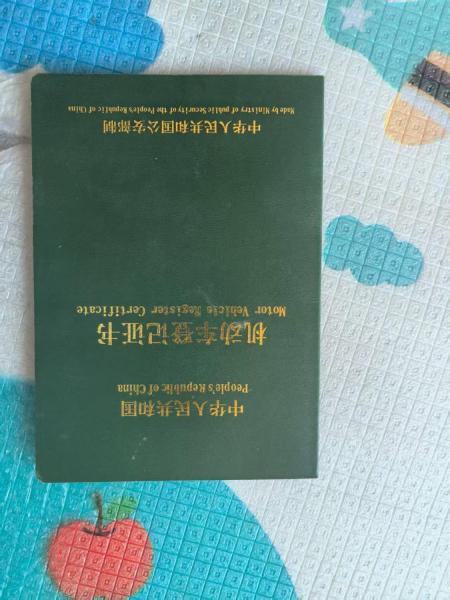 中华人民共和国
People's Republic of China
机动车登记证书
Motor Vehicle Register Certificate
中华人民共和国公安部制
Made by Ministry of public Security of the People's Republic of China